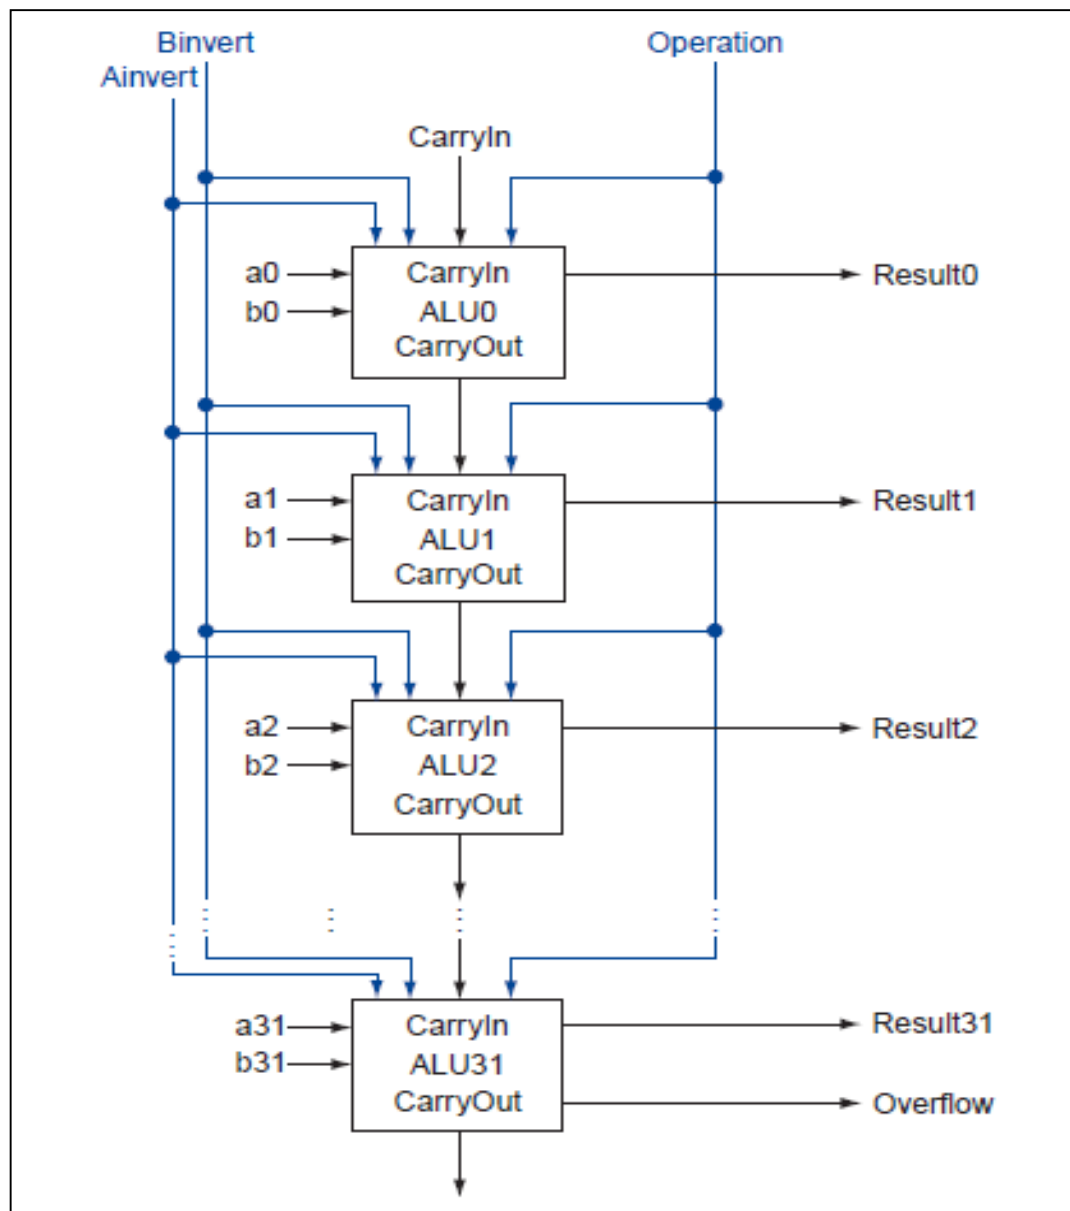 Binvert
Operation
Ainvert
CarryIn
a0
CarryIn
Result0
b0
ALU0
CarryOut
a1
CarryIn
Result1
b1
ALU1
CarryOut
a2
CarryIn
Result2
b2
ALU2
CarryOut
a31
CarryIn
Result31
b31
ALU31
CarryOut
Overflow